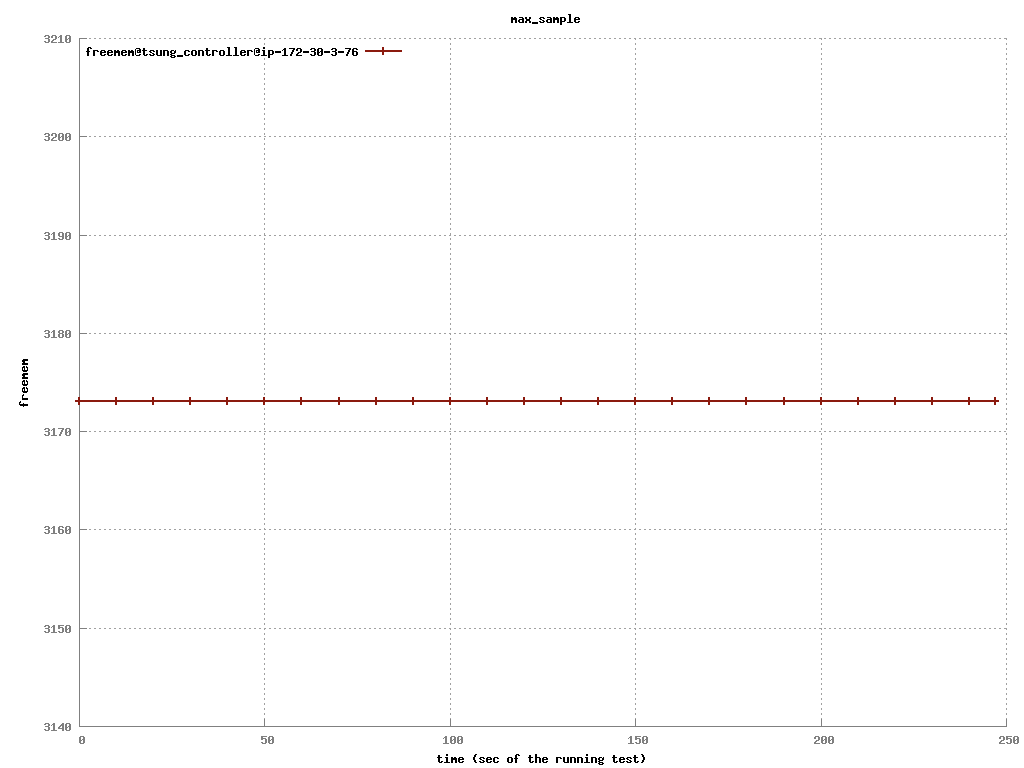 max_sample
3210
freemem@tsung_controller@ip-172-30-3-76
3200
3190
3180
freemem
3170
3160
3150
3140
0 50 100 150 200 250
time (sec of the running test)